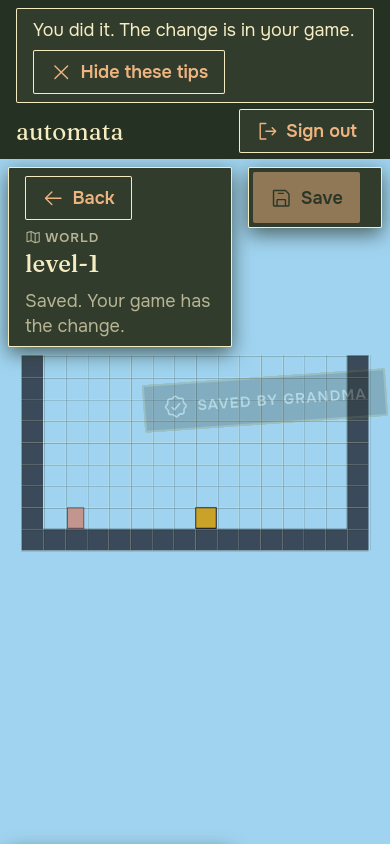 You did it. The change is in your game.
Hide these tips
automata
Sign out
Back
Save
WORLD
level-1
Saved. Your game has
the change.
SAVED BY GRANDMA